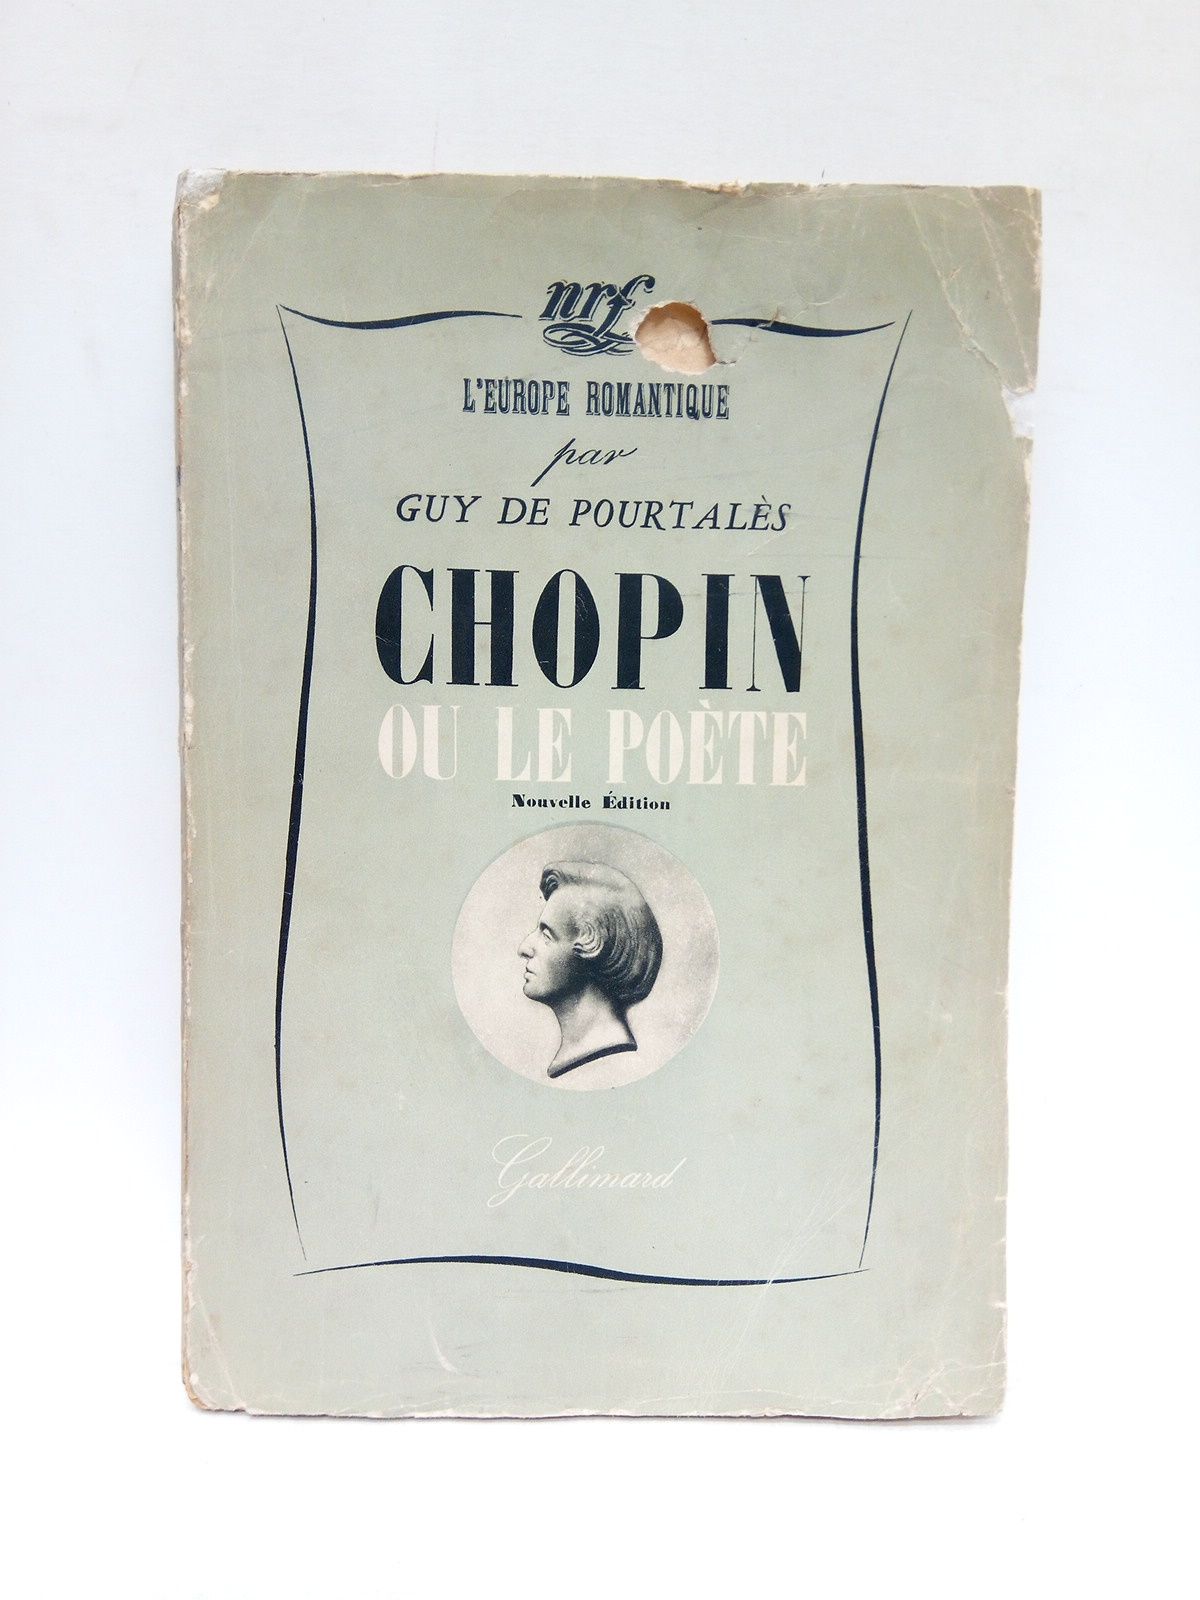 nrf
L'EUROPE ROMANTIQUE
par
GUY DE POURTALÈS
CHOPIN
OU LE POÈTE
Nouvelle Édition
Gallimard